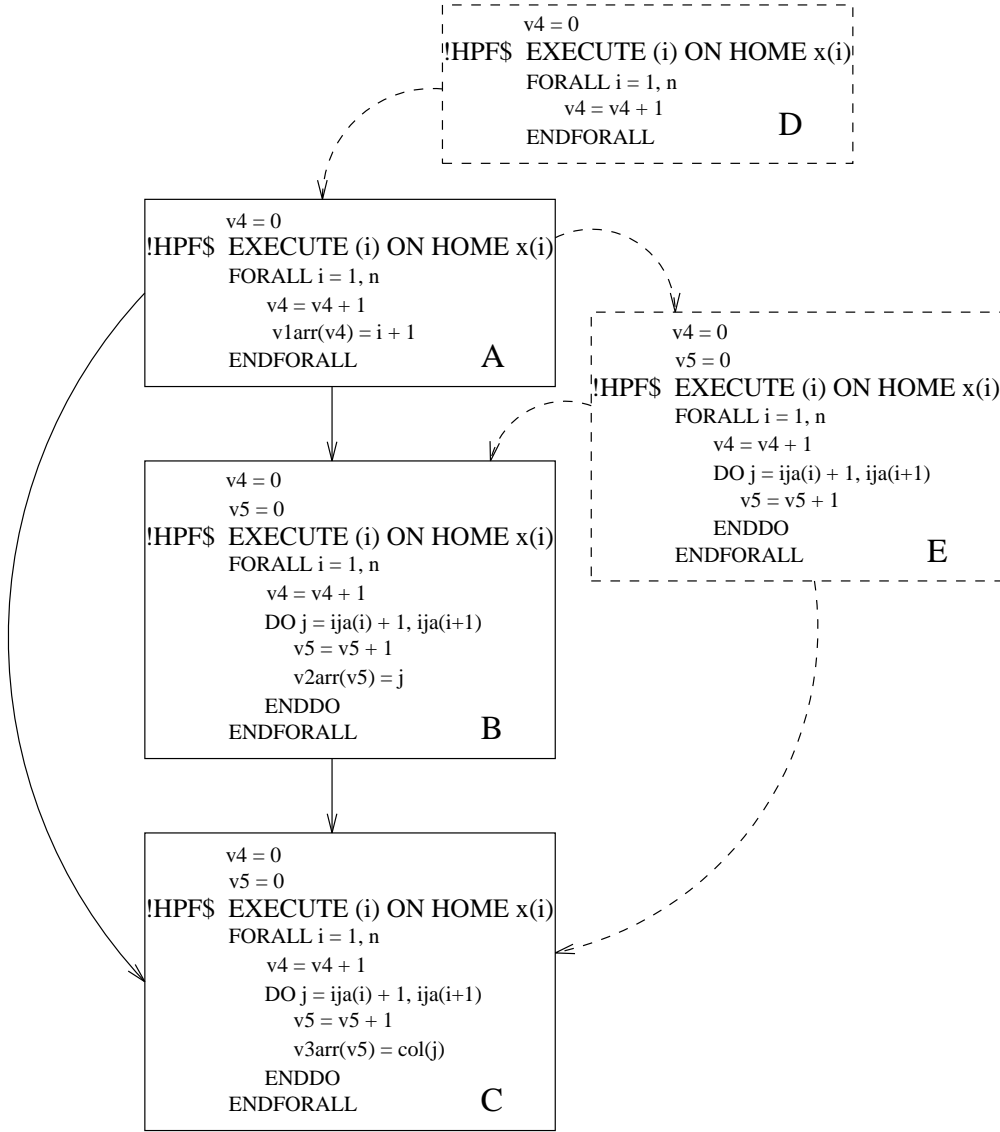 v4 = 0
!HPF$ EXECUTE (i) ON HOME x(i)
FORALL i = 1, n
v4 = v4 + 1
ENDFORALL
D
v4 = 0
!HPF$ EXECUTE (i) ON HOME x(i)
FORALL i = 1, n
v4 = v4 + 1
v1arr(v4) = i + 1
ENDFORALL
A
v4 = 0
v5 = 0
!HPF$ EXECUTE (i) ON HOME x(i)
FORALL i = 1, n
v4 = v4 + 1
DO j = ija(i) + 1, ija(i+1)
v5 = v5 + 1
ENDDO
ENDFORALL
E
v4 = 0
v5 = 0
!HPF$ EXECUTE (i) ON HOME x(i)
FORALL i = 1, n
v4 = v4 + 1
DO j = ija(i) + 1, ija(i+1)
v5 = v5 + 1
v2arr(v5) = j
ENDDO
ENDFORALL
B
v4 = 0
v5 = 0
!HPF$ EXECUTE (i) ON HOME x(i)
FORALL i = 1, n
v4 = v4 + 1
DO j = ija(i) + 1, ija(i+1)
v5 = v5 + 1
v3arr(v5) = col(j)
ENDDO
ENDFORALL
C